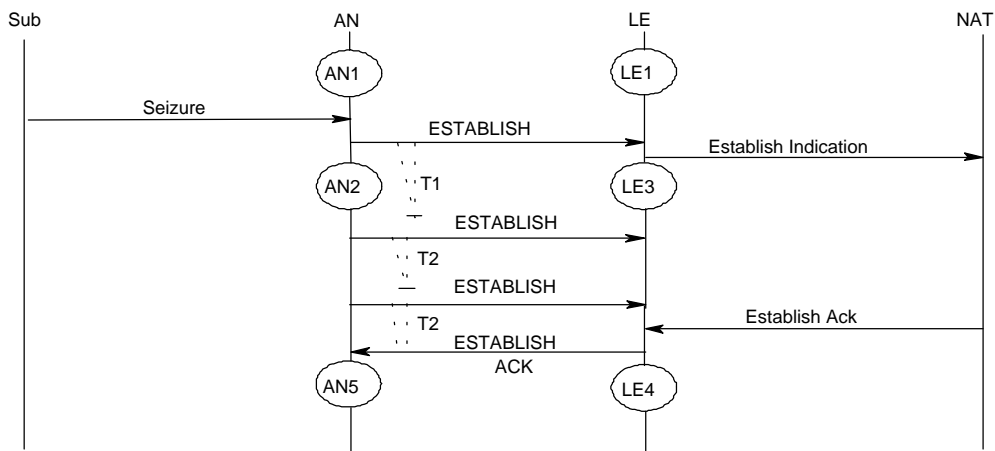 Sub AN LE NAT
AN1 LE1
Seizure
ESTABLISH
Establish Indication
AN2 T1 LE3
ESTABLISH
T2
ESTABLISH
Establish Ack
T2
ESTABLISH
ACK
AN5 LE4